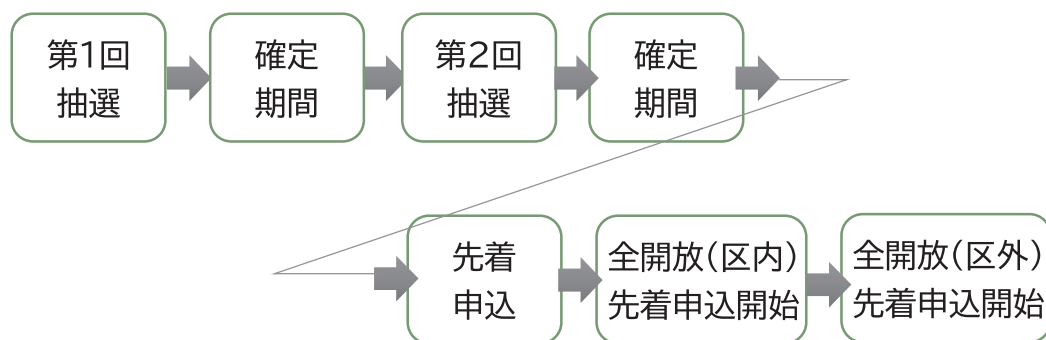 第1回
抽選
確定
期間
第2回
抽選
確定
期間
先着
申込
全開放(区内)
先着申込開始
全開放(区外)
先着申込開始